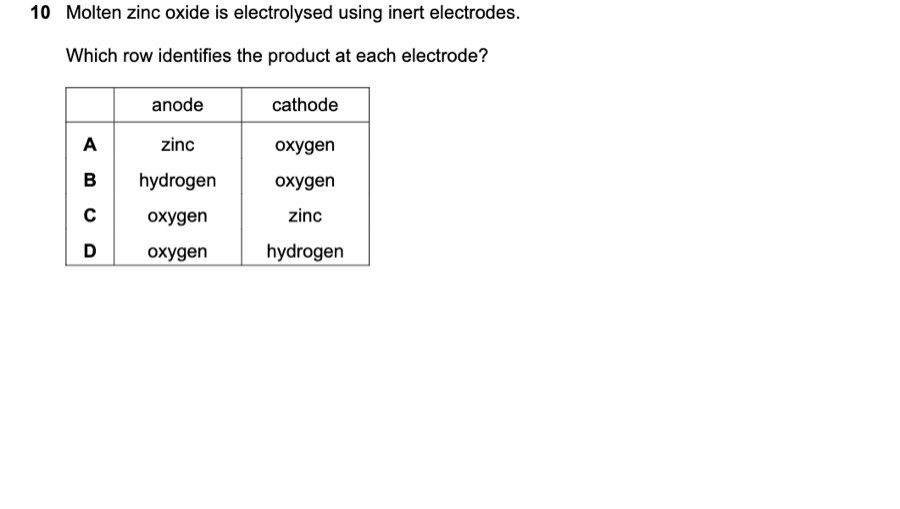 10 Molten zinc oxide is electrolysed using inert electrodes.
Which row identifies the product at each electrode?
anode cathode
A zinc oxygen
B hydrogen oxygen
C oxygen zinc
D oxygen hydrogen